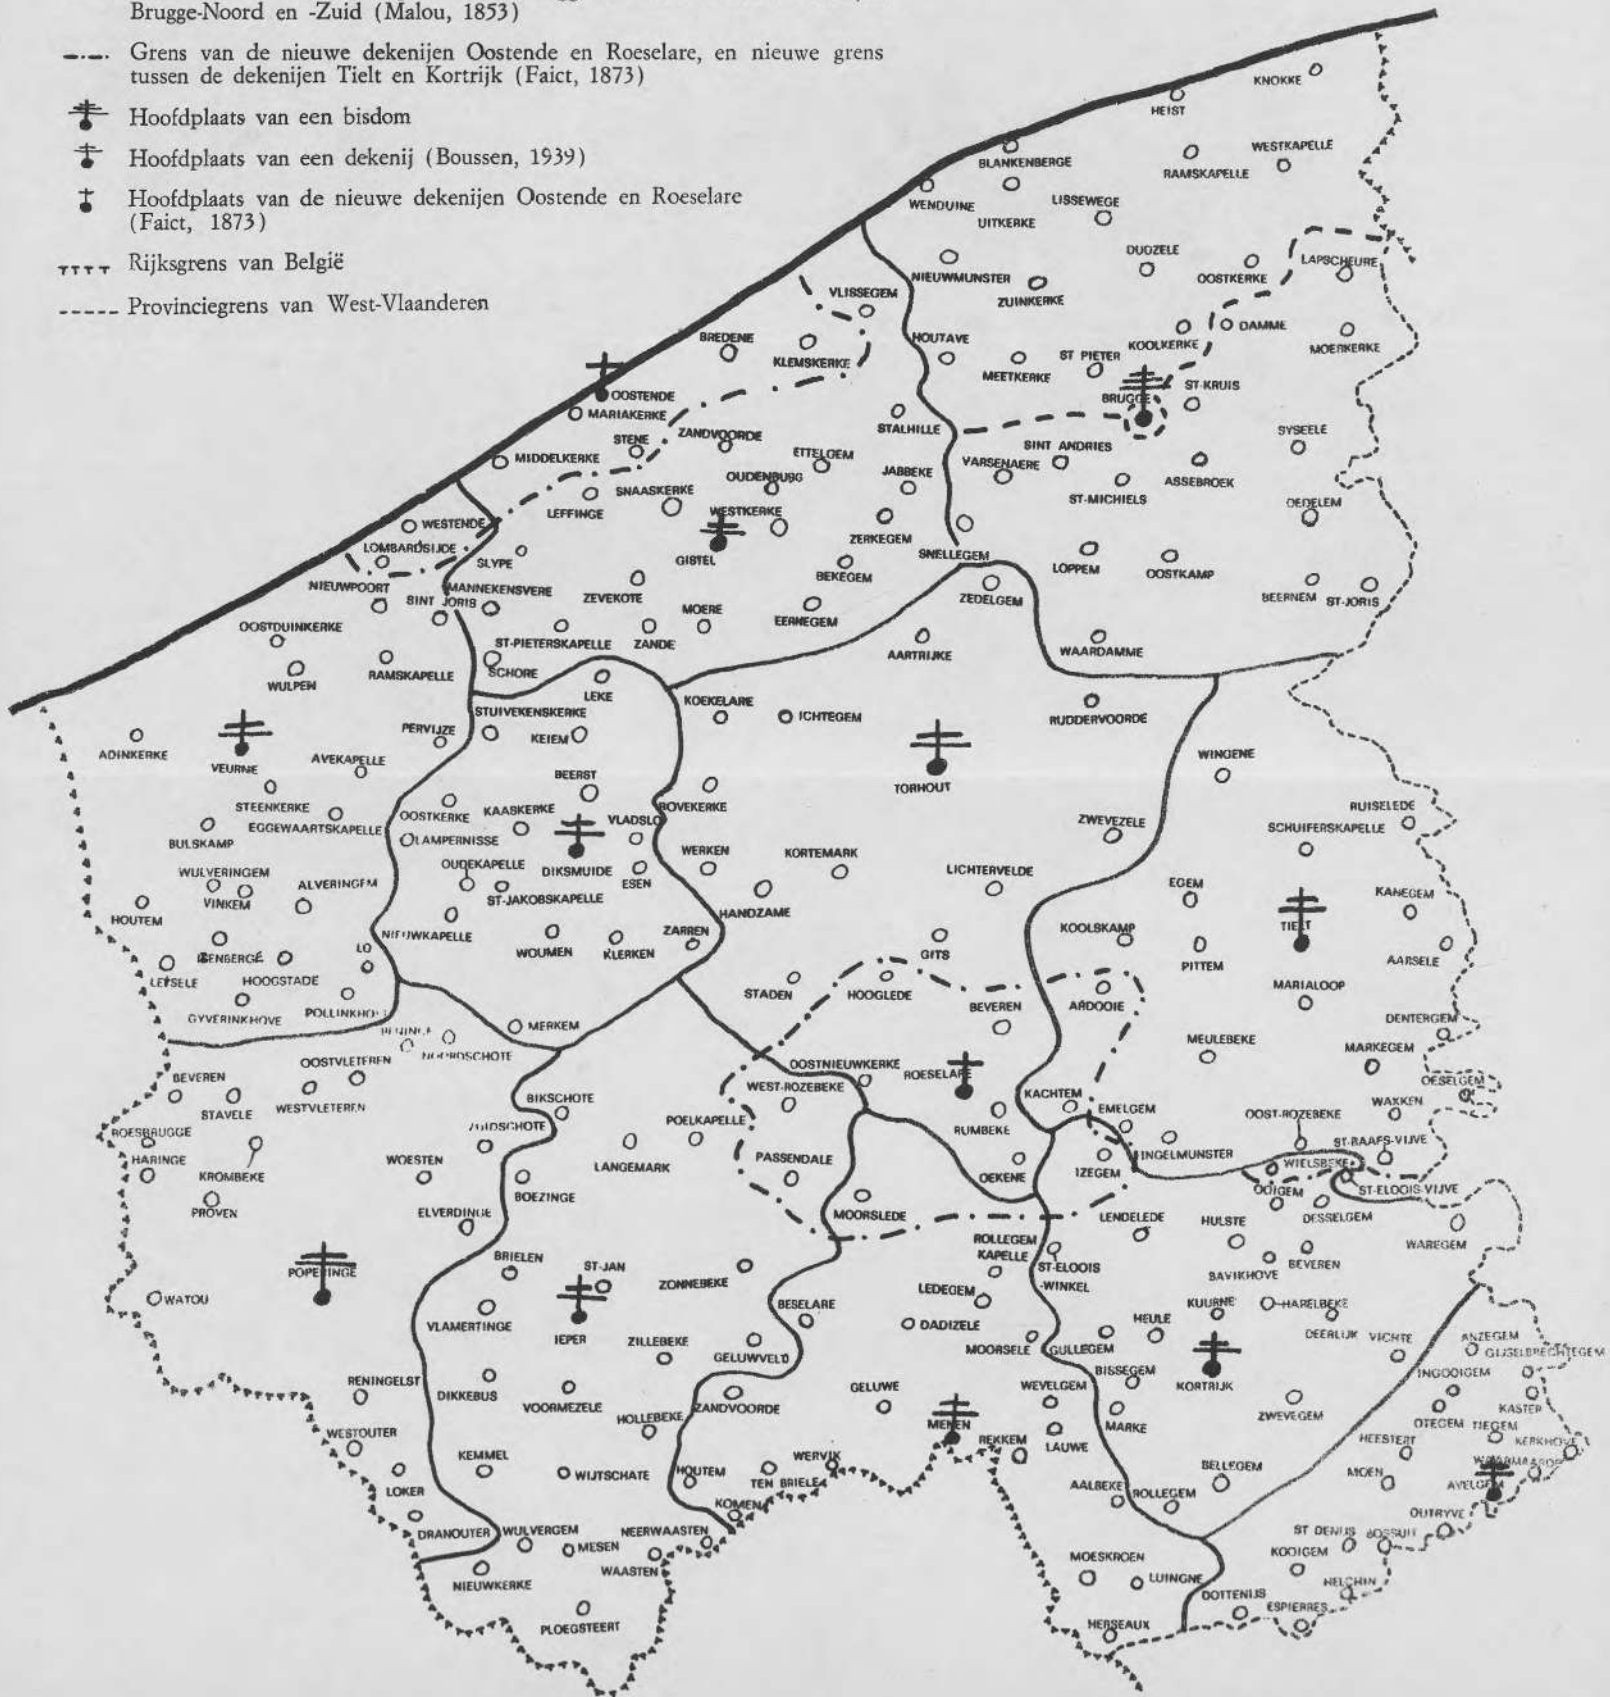 Brugge-Noord en -Zuid (Malou, 1853)
Grens van de nieuwe dekenijen Oostende en Roeselare, en nieuwe grens
tussen de dekenijen Tielt en Kortrijk (Faict, 1873)
Hoofdplaats van een bisdom
Hoofdplaats van een dekenij (Boussen, 1939)
Hoofdplaats van de nieuwe dekenijen Oostende en Roeselare
(Faict, 1873)
Rijksgrens van België
Provinciegrens van West-Vlaanderen
KNOKKE
HEIST
BLANKENBERGE
WESTKAPELLE
RAMSKAPELLE
WENDUINE
LISSEWEGE
UITKERKE
DUDZELE
LAPSCHEURE
NIEUWMUNSTER
OOSTKERKE
VLISSEGEM
ZUINKERKE
DAMME
BREDENE
HOUTAVE
KOOLKERKE
MOERKERKE
KLEMSKERKE
ST PIETER
MEETKERKE
ST-KRUIS
OOSTENDE
BRUGGE
MARIAKERKE
STALHILLE
SYSEELE
STENE
ZANDVOORDE
SINT ANDRIES
MIDDELKERKE
ETTELGEM
VARSENAERE
JABBEKE
OUDENBURG
ASSEBROEK
SNAASKERKE
ST-MICHIELS
OEDELEM
LEFFINGE
WESTKERKE
WESTENDE
ZERKEGEM
LOMBARDSIJDE
SNELLEGEM
SLYPE
GISTEL
LOPPEM
OOSTKAMP
BEKEGEM
NIEUWPOORT
MANNEKENSVERE
ZEVEKOTE
ZEDELGEM
BEERNEM
ST-JORIS
SINT JORIS
MOERE
EERNEGEM
OOSTDUINKERKE
ST-PIETERSKAPELLE
ZANDE
AARTRIJKE
WAARDAMME
WULPEN
RAMSKAPELLE
SCHORE
LEKE
KOEKELARE
ICHTEGEM
STUIVEKENSKERKE
RUDDERVOORDE
PERVIJZE
KEIEM
ADINKERKE
VEURNE
AVEKAPELLE
WINGENE
BEERST
TORHOUT
STEENKERKE
OOSTKERKE
KAASKERKE
BOVEKERKE
RUISELEDE
EGGEWAARTSKAPELLE
VLADSLO
ZWEVEZELE
SCHUIFERSKAPELLE
BULSKAMP
LAMPERNISSE
WERKEN
KORTEMARK
OUDEKAPELLE
DIKSMUIDE
LICHTERVELDE
WULVERINGEM
ALVERINGEM
ESEN
EGEM
KANEGEM
VINKEM
ST-JAKOBSKAPELLE
HOUTEM
HANDZAME
TIELT
NIEUWKAPELLE
ZARREN
KOOLSKAMP
LO
WOUMEN
KLERKEN
GITS
PITTEM
AARSELE
HOOGSTADE
STADEN
HOOGLEDE
MARIALOOP
BEVEREN
ARDOOIE
GYVERINKHOVE
DENTERGEM
MERKEM
NOORDSCHOTE
MEULEBEKE
MARKEGEM
OOSTVLETEREN
OOSTNIEUWKERKE
ROESELARE
BEVEREN
WEST-ROZEBEKE
OESELGEM
STAVELE
WESTVLETEREN
BIKSCHOTE
KACHTEM
POELKAPELLE
EMELGEM
OOST-ROZEBEKE
WAKKEN
ROESBRUGGE
ZUIDSCHOTE
RUMBEKE
ST-BAAFS-VIJVE
HARINGE
WOESTEN
LANGEMARK
PASSENDALE
INGELMUNSTER
KROMBEKE
OEKENE
IZEGEM
WIELSBEKE
BOEZINGE
OOIGEM
ST-ELOOIS-VIJVE
PROVEN
ELVERDINGE
MOORSLEDE
LENDELEDE
HULSTE
DESSELGEM
ROLLEGEM
KAPELLE
WAREGEM
BRIELEN
ST-JAN
ST-ELOOIS
-WINKEL
BEVEREN
POPERINGE
ZONNEBEKE
BAVIKHOVE
WATOU
LEDEGEM
BESELARE
KUURNE
HARELBEKE
VLAMERTINGE
IEPER
DADIZELE
HEULE
ZILLEBEKE
DEERLIJK
VICHTE
ANZEGEM
GELUWVELD
MOORSELE
GULLEGEM
GIJSELBRECHTEGEM
BISSEGEM
INGOOIGEM
RENINGELST
DIKKEBUS
GELUWE
WEVELGEM
KORTRIJK
VOORMEZELE
ZANDVOORDE
KASTER
HOLLEBEKE
ZWEVEGEM
MENEN
MARKE
OTEGEM
TIEGEM
WESTOUTER
REKKEM
LAUWE
HEESTERT
KERKHOVE
KEMMEL
WERVIK
WIJTSCHATE
HOUTEM
BELLEGEM
MOEN
TEN BRIELE
LOKER
AALBEKE
ROLLEGEM
AVELGEM
KOMEN
OUTRYVE
DRANOUTER
WULVERGEM
NEERWAASTEN
ST DENIJS
BOSSUIT
MESEN
KOOIGEM
WAASTEN
MOESKROEN
NIEUWKERKE
LUINGNE
HELCHIN
DOTTENIJS
ESPIERRES
PLOEGSTEERT
HERSEAUX